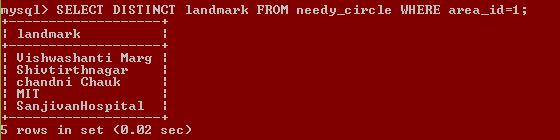 mysql> SELECT DISTINCT landmark FROM needy_circle WHERE area_id=1;
+--------------------+
| landmark           |
+--------------------+
| Vishwashanti Marg  |
| Shivtirthnagar     |
| chandni Chauk      |
| MIT                |
| SanjivanHospital   |
+--------------------+
5 rows in set (0.02 sec)